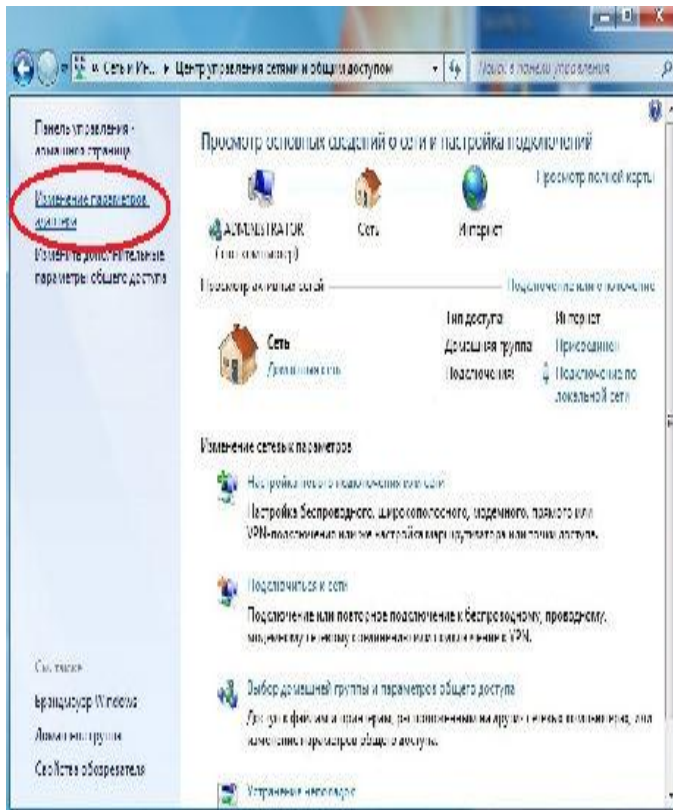 « Сеть и Ин... ▸ Центр управления сетями и общим доступом
Поиск в панели управления
Панель управления -
домашняя страница
Изменение параметров
адаптера
Изменить дополнительные
параметры общего доступа
См. также
Брандмауэр Windows
Домашняя группа
Свойства обозревателя
Просмотр основных сведений о сети и настройка подключений
Просмотр полной карты
ADMINISTRATOR
(этот компьютер)
Сеть
Интернет
Просмотр активных сетей
Подключение или отключение
Сеть
Домашняя сеть
Тип доступа: Интернет
Домашняя группа: Присоединен
Подключения: Подключение по
локальной сети
Изменение сетевых параметров
Настройка нового подключения или сети
Настройка беспроводного, широкополосного, модемного, прямого или
VPN-подключения или же настройка маршрутизатора или точки доступа.
Подключиться к сети
Подключение или повторное подключение к беспроводному, проводному,
модемному сетевому соединению или подключение к VPN.
Выбор домашней группы и параметров общего доступа
Доступ к файлам и принтерам, расположенным на других сетевых компьютерах, или
изменение параметров общего доступа.
Устранение неполадок